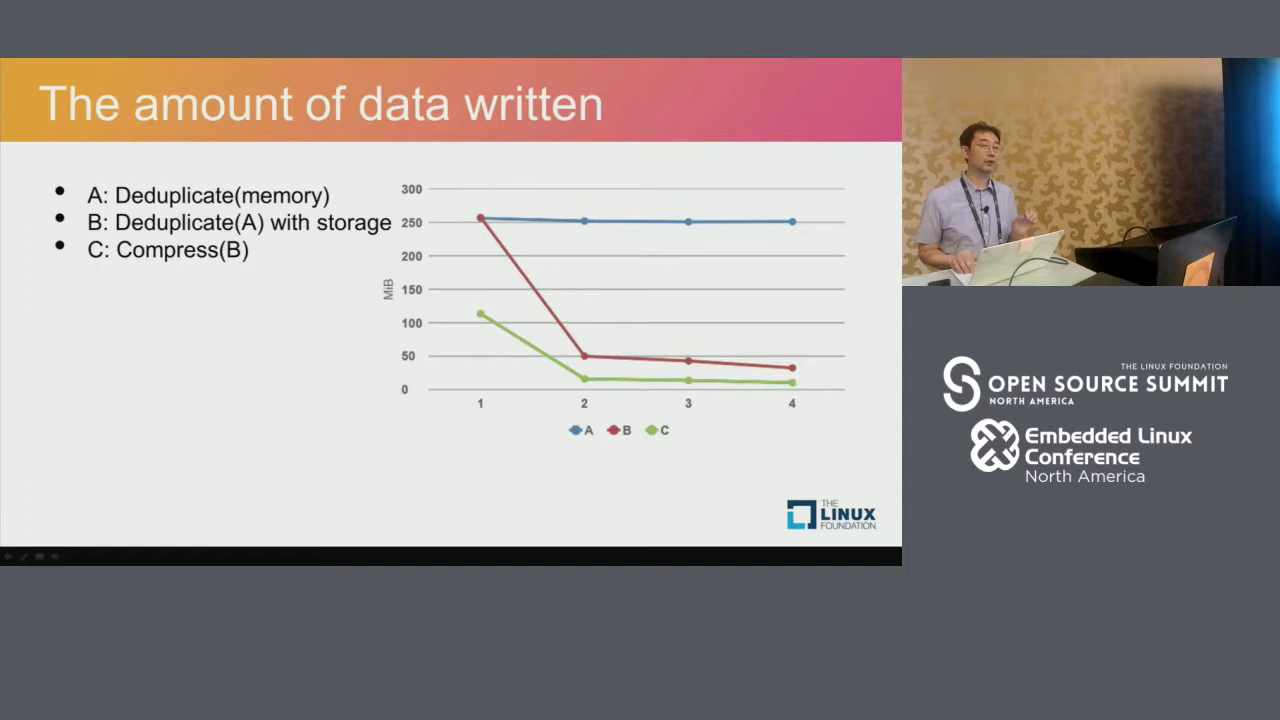 The amount of data written
• A: Deduplicate(memory)
• B: Deduplicate(A) with storage
• C: Compress(B)
300
250
200
150
100
50
0
MiB
1 2 3 4
A B C
THE
LINUX
FOUNDATION
THE LINUX FOUNDATION
OPEN SOURCE SUMMIT
NORTH AMERICA
Embedded Linux
Conference
North America